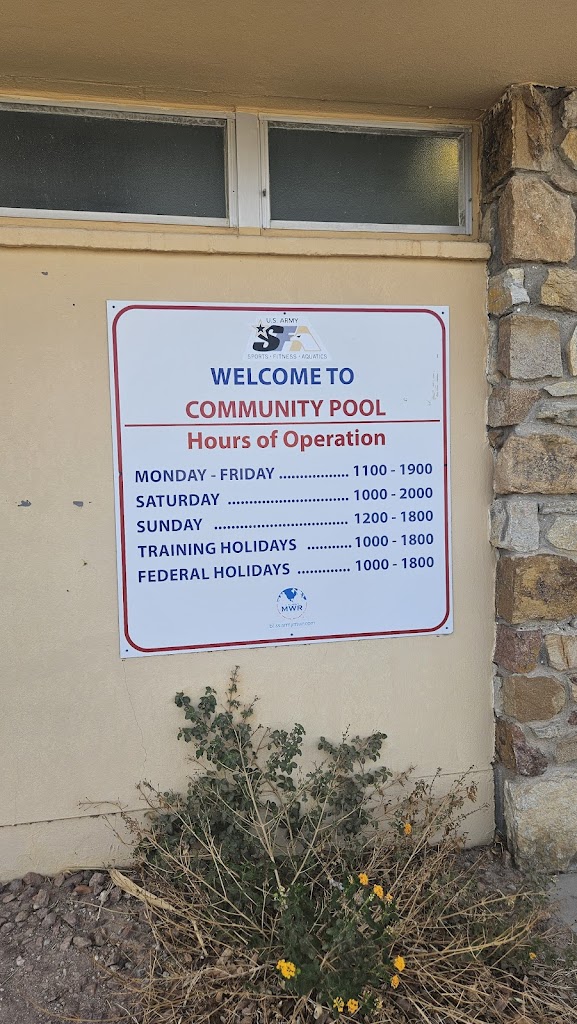 U.S. ARMY
SFA
SPORTS • FITNESS • AQUATICS
WELCOME TO
COMMUNITY POOL
Hours of Operation
MONDAY - FRIDAY ................. 1100 - 1900
SATURDAY ............................. 1000 - 2000
SUNDAY ................................ 1200 - 1800
TRAINING HOLIDAYS ........... 1000 - 1800
FEDERAL HOLIDAYS ............. 1000 - 1800
MWR